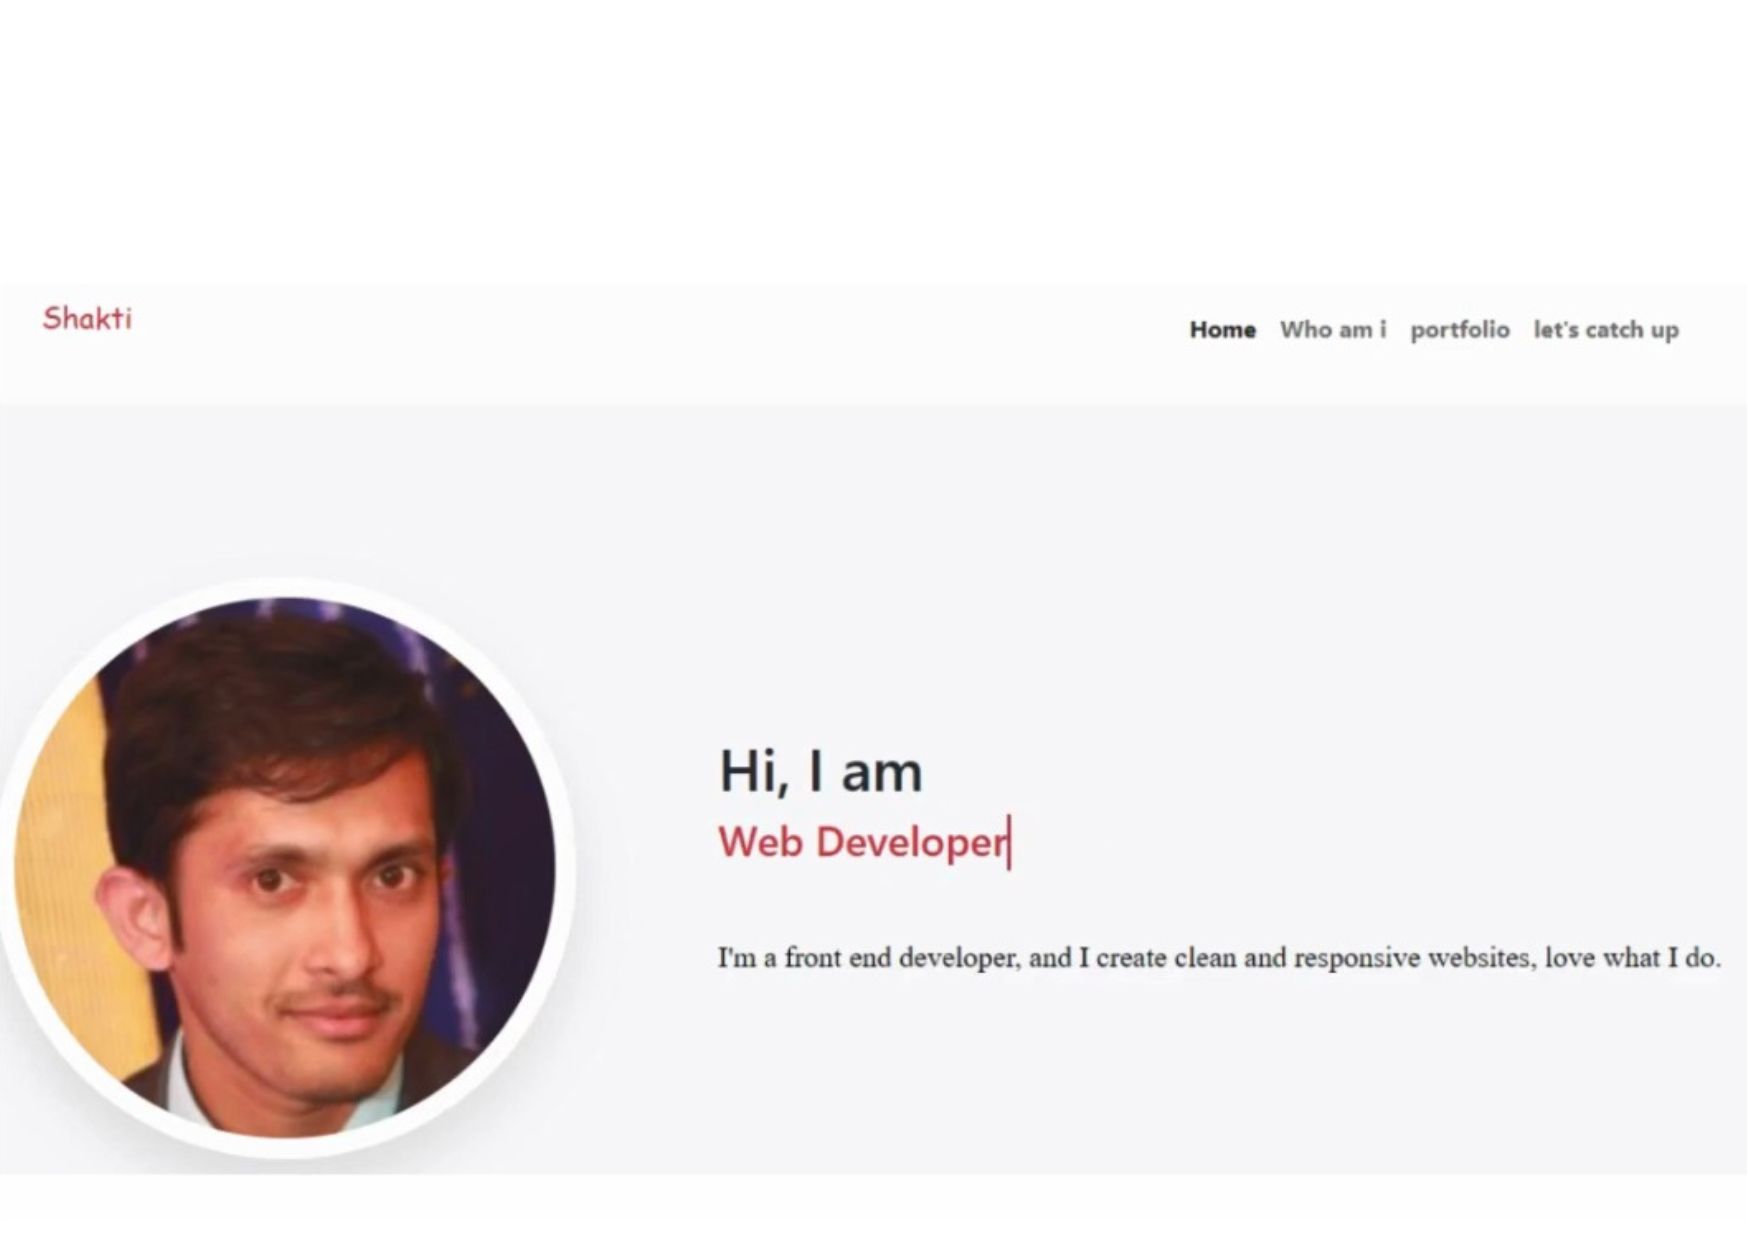 Shakti
Home Who am i portfolio let's catch up
Hi, I am
Web Developer
I'm a front end developer, and I create clean and responsive websites, love what I do.